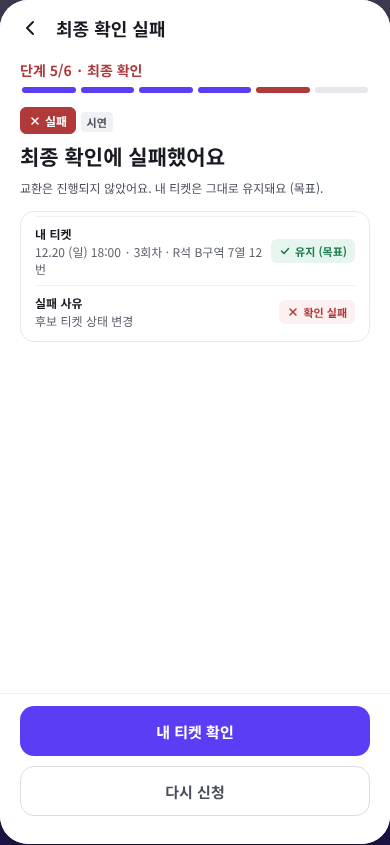 최종 확인 실패
단계 5/6 · 최종 확인
실패 시연
최종 확인에 실패했어요
교환은 진행되지 않았어요. 내 티켓은 그대로 유지돼요 (목표).
내 티켓
12.20 (일) 18:00 · 3회차 · R석 B구역 7열 12
번
유지 (목표)
실패 사유
후보 티켓 상태 변경
확인 실패
내 티켓 확인
다시 신청